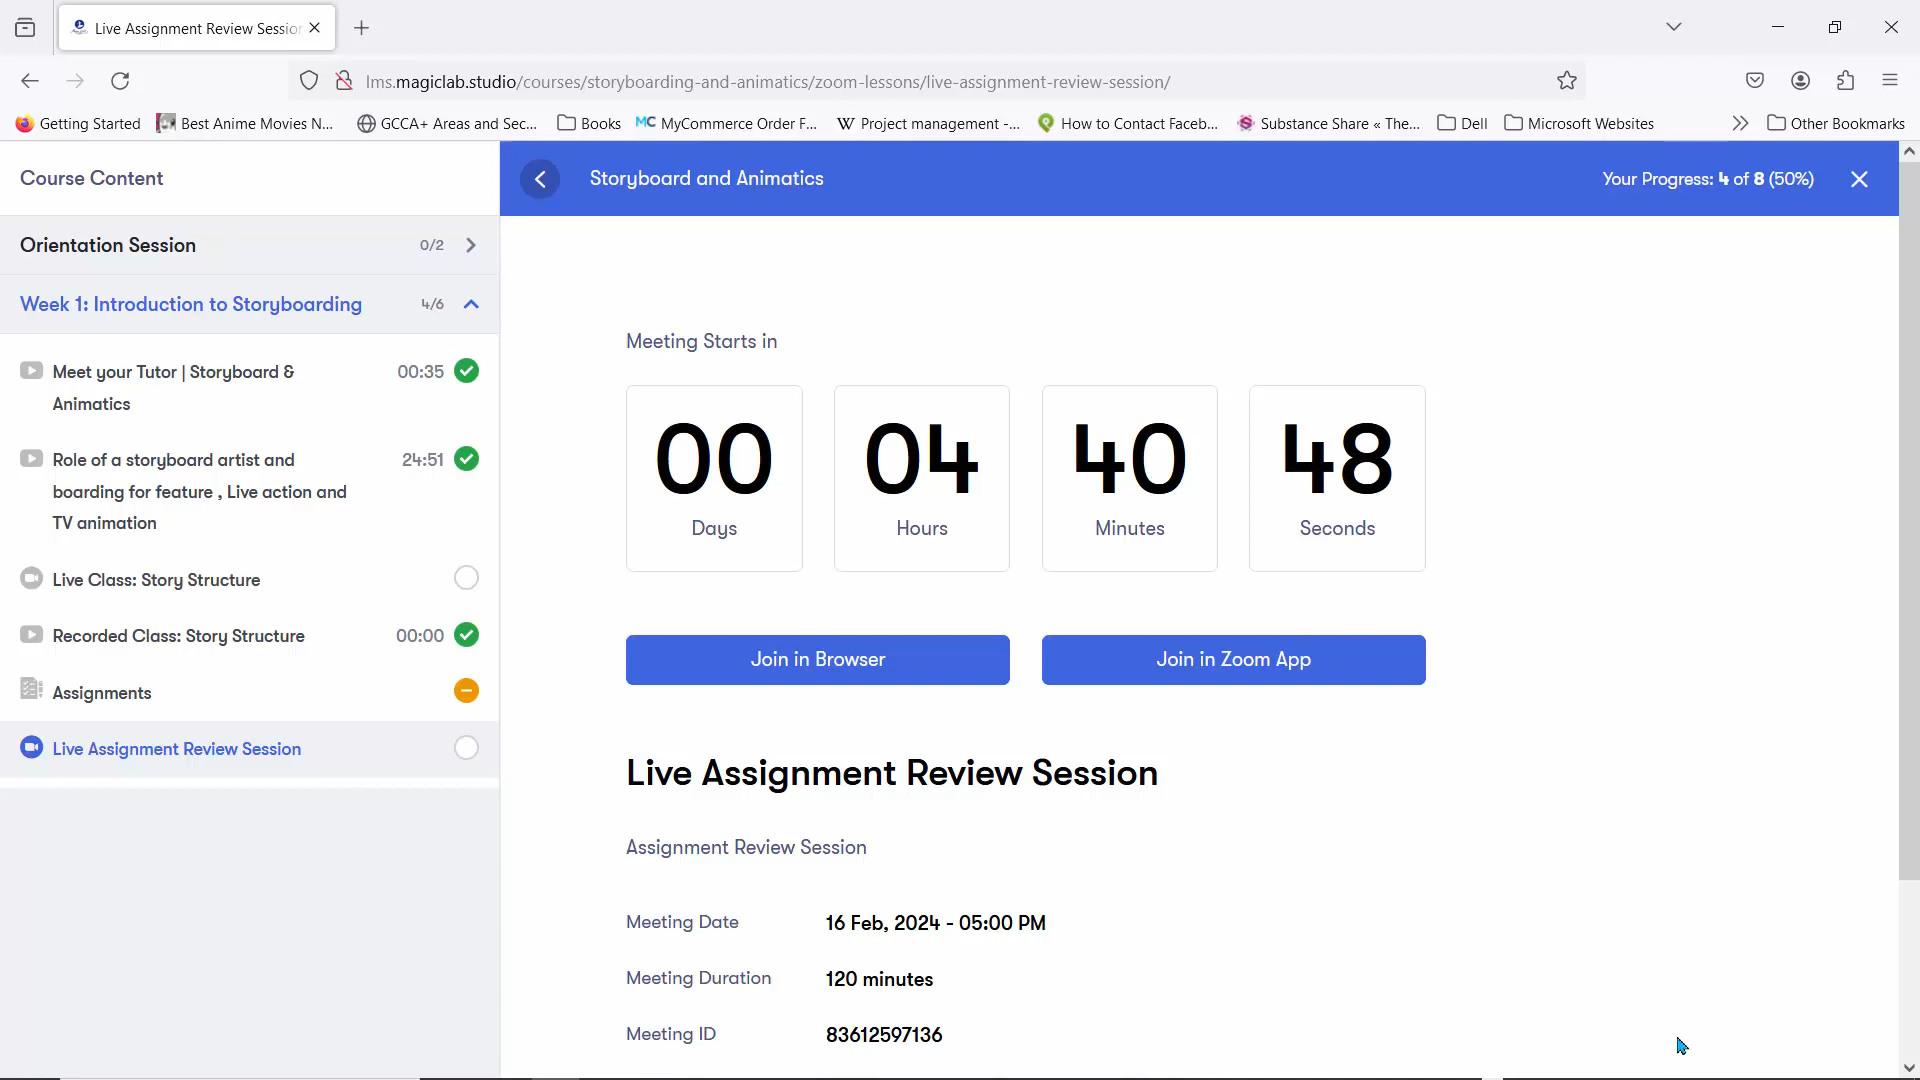 Live Assignment Review Sessio
lms.magiclab.studio/courses/storyboarding-and-animatics/zoom-lessons/live-assignment-review-session/
Getting Started
Best Anime Movies N...
GCCA+ Areas and Sec...
Books
MC MyCommerce Order F...
W Project management -...
How to Contact Faceb...
Substance Share « The...
Dell
Microsoft Websites
Other Bookmarks
Course Content
Storyboard and Animatics
Your Progress: 4 of 8 (50%)
Orientation Session 0/2
Week 1: Introduction to Storyboarding 4/6
Meet your Tutor | Storyboard & 00:35
Animatics
Role of a storyboard artist and 24:51
boarding for feature , Live action and
TV animation
Live Class: Story Structure
Recorded Class: Story Structure 00:00
Assignments
Live Assignment Review Session
Meeting Starts in
00 04 40 48
Days Hours Minutes Seconds
Join in Browser Join in Zoom App
Live Assignment Review Session
Assignment Review Session
Meeting Date 16 Feb, 2024 - 05:00 PM
Meeting Duration 120 minutes
Meeting ID 83612597136